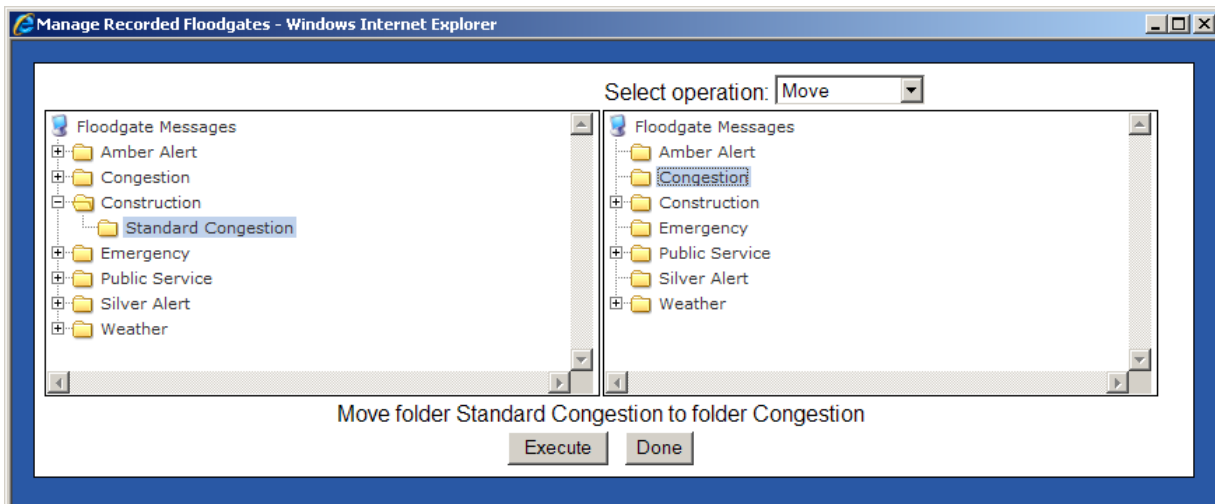 Manage Recorded Floodgates - Windows Internet Explorer
Select operation: Move
Floodgate Messages
Amber Alert
Congestion
Construction
Standard Congestion
Emergency
Public Service
Silver Alert
Weather
Floodgate Messages
Amber Alert
Congestion
Construction
Emergency
Public Service
Silver Alert
Weather
Move folder Standard Congestion to folder Congestion
Execute Done